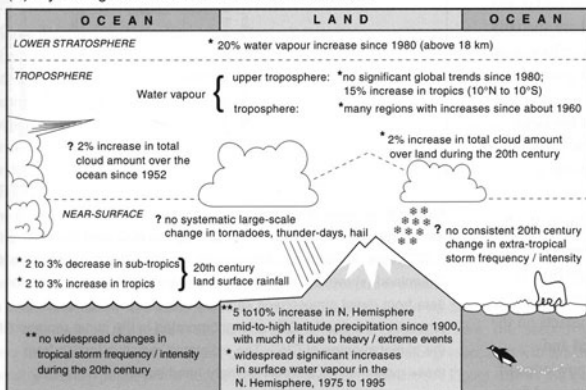 OCEAN LAND OCEAN
LOWER STRATOSPHERE * 20% water vapour increase since 1980 (above 18 km)
TROPOSPHERE
Water vapour { upper troposphere: *no significant global trends since 1980;
15% increase in tropics (10°N to 10°S)
troposphere: *many regions with increases since about 1960
? 2% increase in total
cloud amount over the
ocean since 1952
* 2% increase in total cloud amount
over land during the 20th century
NEAR-SURFACE
? no systematic large-scale
change in tornadoes, thunder-days, hail
? no consistent 20th century
change in extra-tropical
storm frequency / intensity
* 2 to 3% decrease in sub-tropics
* 2 to 3% increase in tropics
} 20th century
land surface rainfall
** no widespread changes in
tropical storm frequency / intensity
during the 20th century
** 5 to10% increase in N. Hemisphere
mid-to-high latitude precipitation since 1900,
with much of it due to heavy / extreme events
* widespread significant increases
in surface water vapour in the
N. Hemisphere, 1975 to 1995